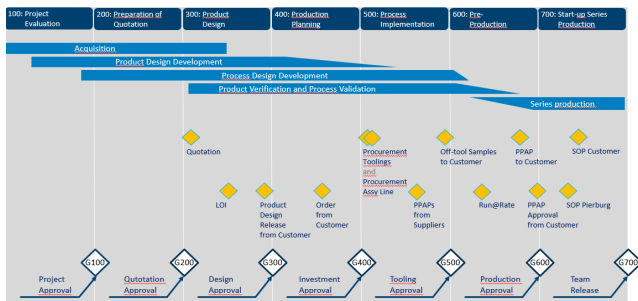 100: Project
Evaluation
200: Preparation of
Quotation
300: Product
Design
400: Production
Planning
500: Process
Implementation
600: Pre-
Production
700: Start-up Series
Production
Acquisition
Product Design Development
Process Design Development
Product Verification and Process Validation
Series production
Quotation
Procurement
Toolings
and
Procurement
Assy Line
Off-tool Samples
to Customer
PPAP
to Customer
SOP Customer
LOI
Product
Design
Release
from Customer
Order
from
Customer
PPAPs
from
Suppliers
Run@Rate
PPAP
Approval
from Customer
SOP Pierburg
G100
G200
G300
G400
G500
G600
G700
Project
Approval
Qutotation
Approval
Design
Approval
Investment
Approval
Tooling
Approval
Production
Approval
Team
Release